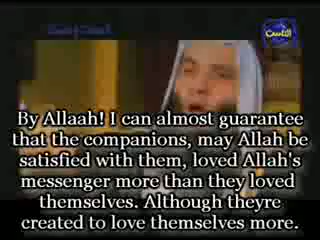 الناس
By Allaah! I can almost guarantee
that the companions, may Allah be
satisfied with them, loved Allah's
messenger more than they loved
themselves. Although theyre
created to love themselves more.